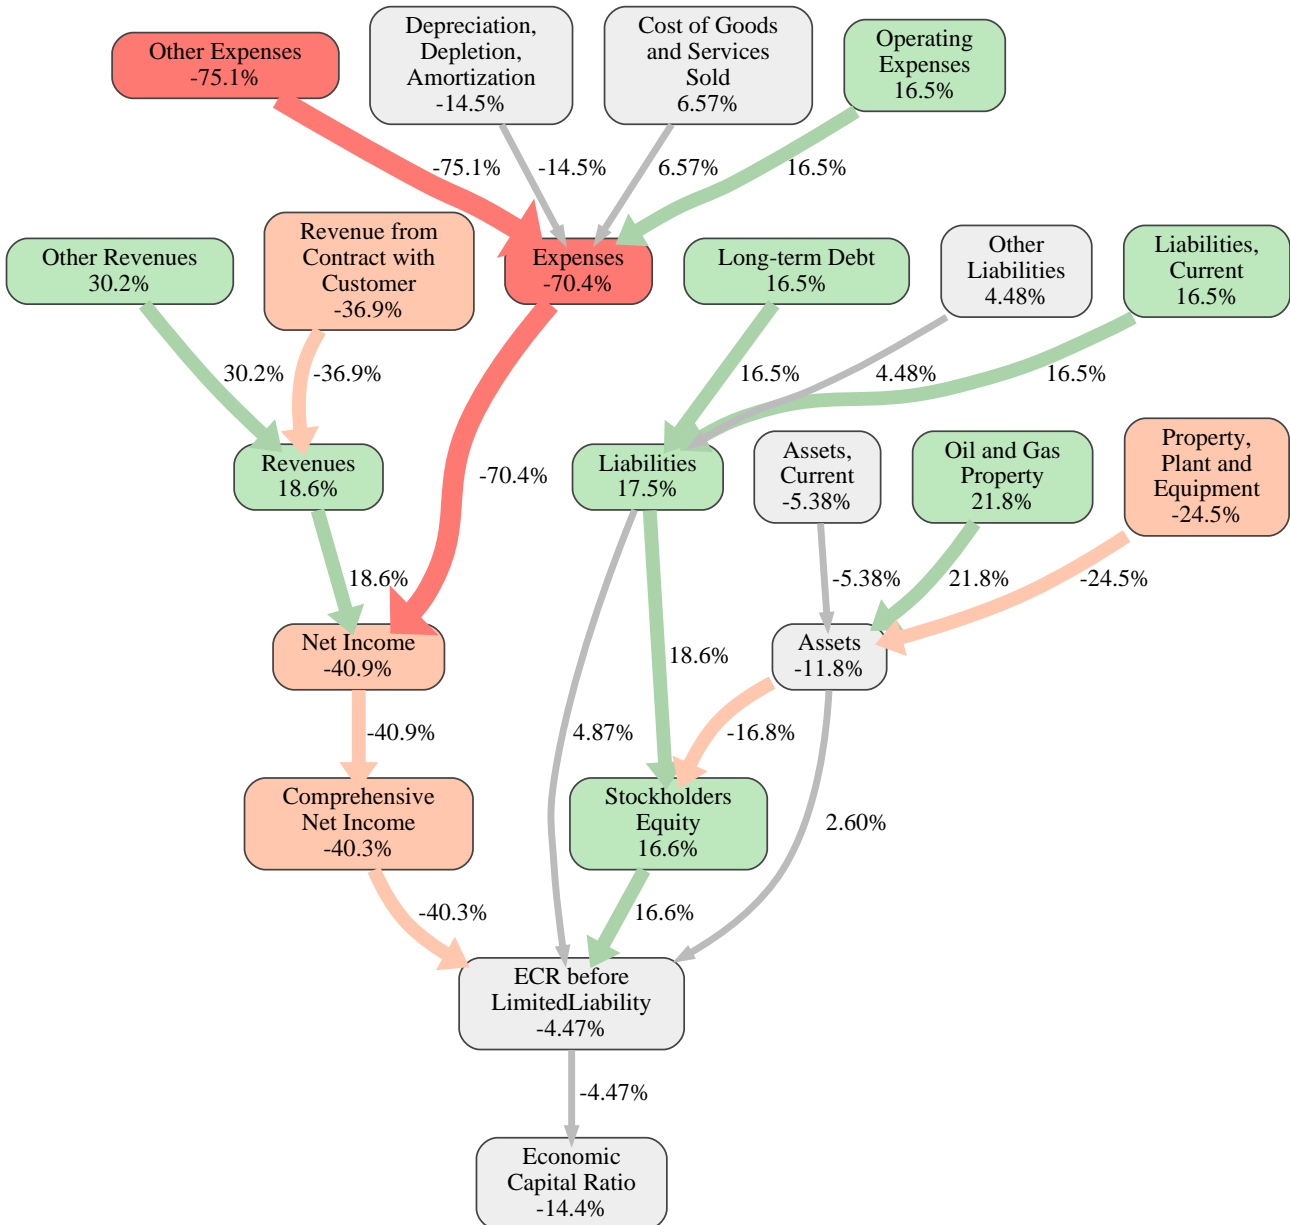 Other Expenses
-75.1%
Depreciation,
Depletion,
Amortization
-14.5%
Cost of Goods
and Services
Sold
6.57%
Operating
Expenses
16.5%
-75.1%
-14.5%
6.57%
16.5%
Other Revenues
30.2%
Revenue from
Contract with
Customer
-36.9%
Expenses
-70.4%
Long-term Debt
16.5%
Other
Liabilities
4.48%
Liabilities,
Current
16.5%
30.2%
-36.9%
16.5%
4.48%
16.5%
Revenues
18.6%
-70.4%
Liabilities
17.5%
Assets,
Current
-5.38%
Oil and Gas
Property
21.8%
Property,
Plant and
Equipment
-24.5%
18.6%
-5.38%
21.8%
-24.5%
Net Income
-40.9%
18.6%
Assets
-11.8%
-40.9%
4.87%
-16.8%
Comprehensive
Net Income
-40.3%
Stockholders
Equity
16.6%
2.60%
-40.3%
16.6%
ECR before
LimitedLiability
-4.47%
-4.47%
Economic
Capital Ratio
-14.4%